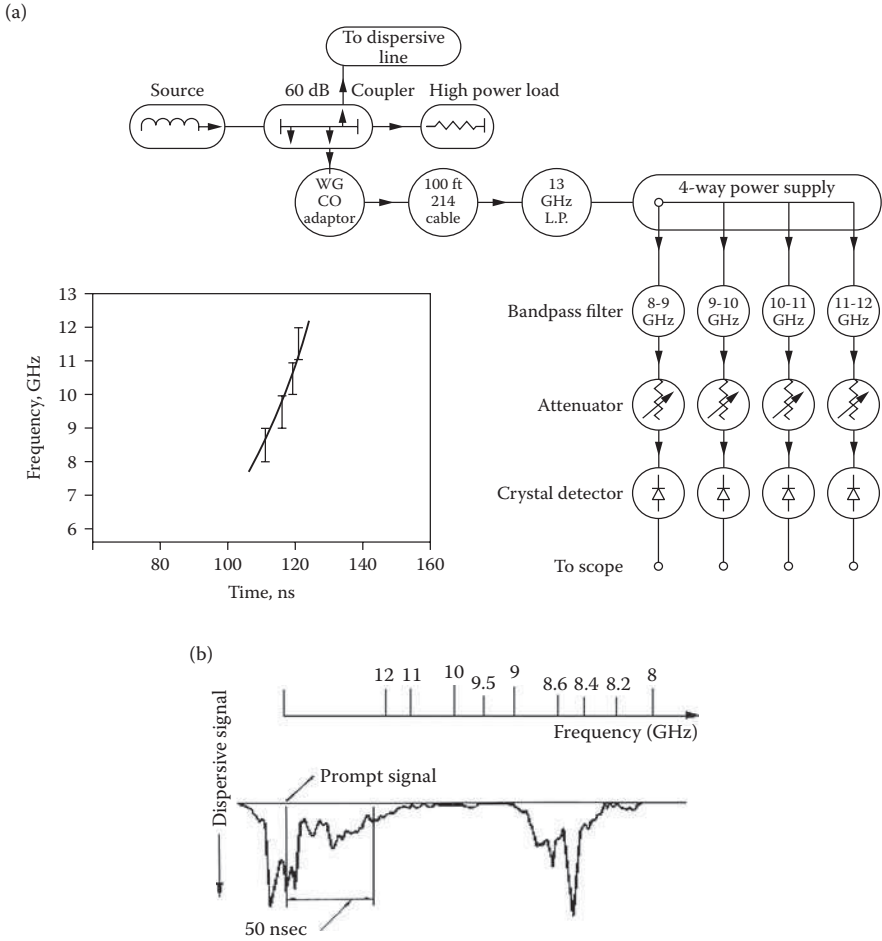 (a)
To dispersive
line
Source
60 dB
Coupler
High power load
WG
CO
adaptor
100 ft
214
cable
13
GHz
L.P.
4-way power supply
Bandpass filter
8-9
GHz
9-10
GHz
10-11
GHz
11-12
GHz
Attenuator
Crystal detector
To scope
Frequency, GHz
13
12
11
10
9
8
7
6
80
100
120
140
160
Time, ns
(b)
12
11
10
9.5
9
8.6
8.4
8.2
8
Frequency (GHz)
Dispersive signal
Prompt signal
50 nsec